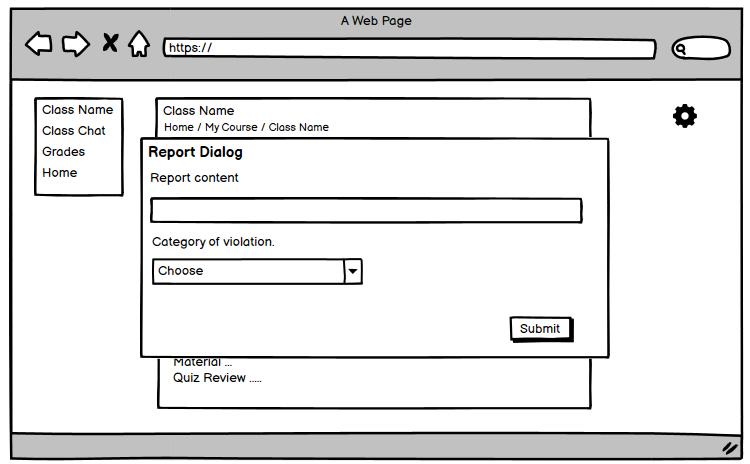 A Web Page
https://
Class Name
Class Chat
Grades
Home
Class Name
Home / My Course / Class Name
Report Dialog
Report content
Category of violation.
Choose
Submit
Material ...
Quiz Review .....